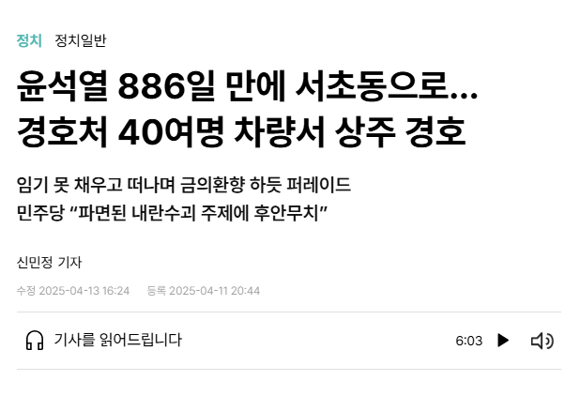 정치 정치일반
윤석열 886일 만에 서초동으로…
경호처 40여명 차량서 상주 경호
임기 못 채우고 떠나며 금의환향 하듯 퍼레이드
민주당 “파면된 내란수괴 주제에 후안무치”
신민정 기자
수정 2025-04-13 16:24 등록 2025-04-11 20:44
기사를 읽어드립니다 6:03